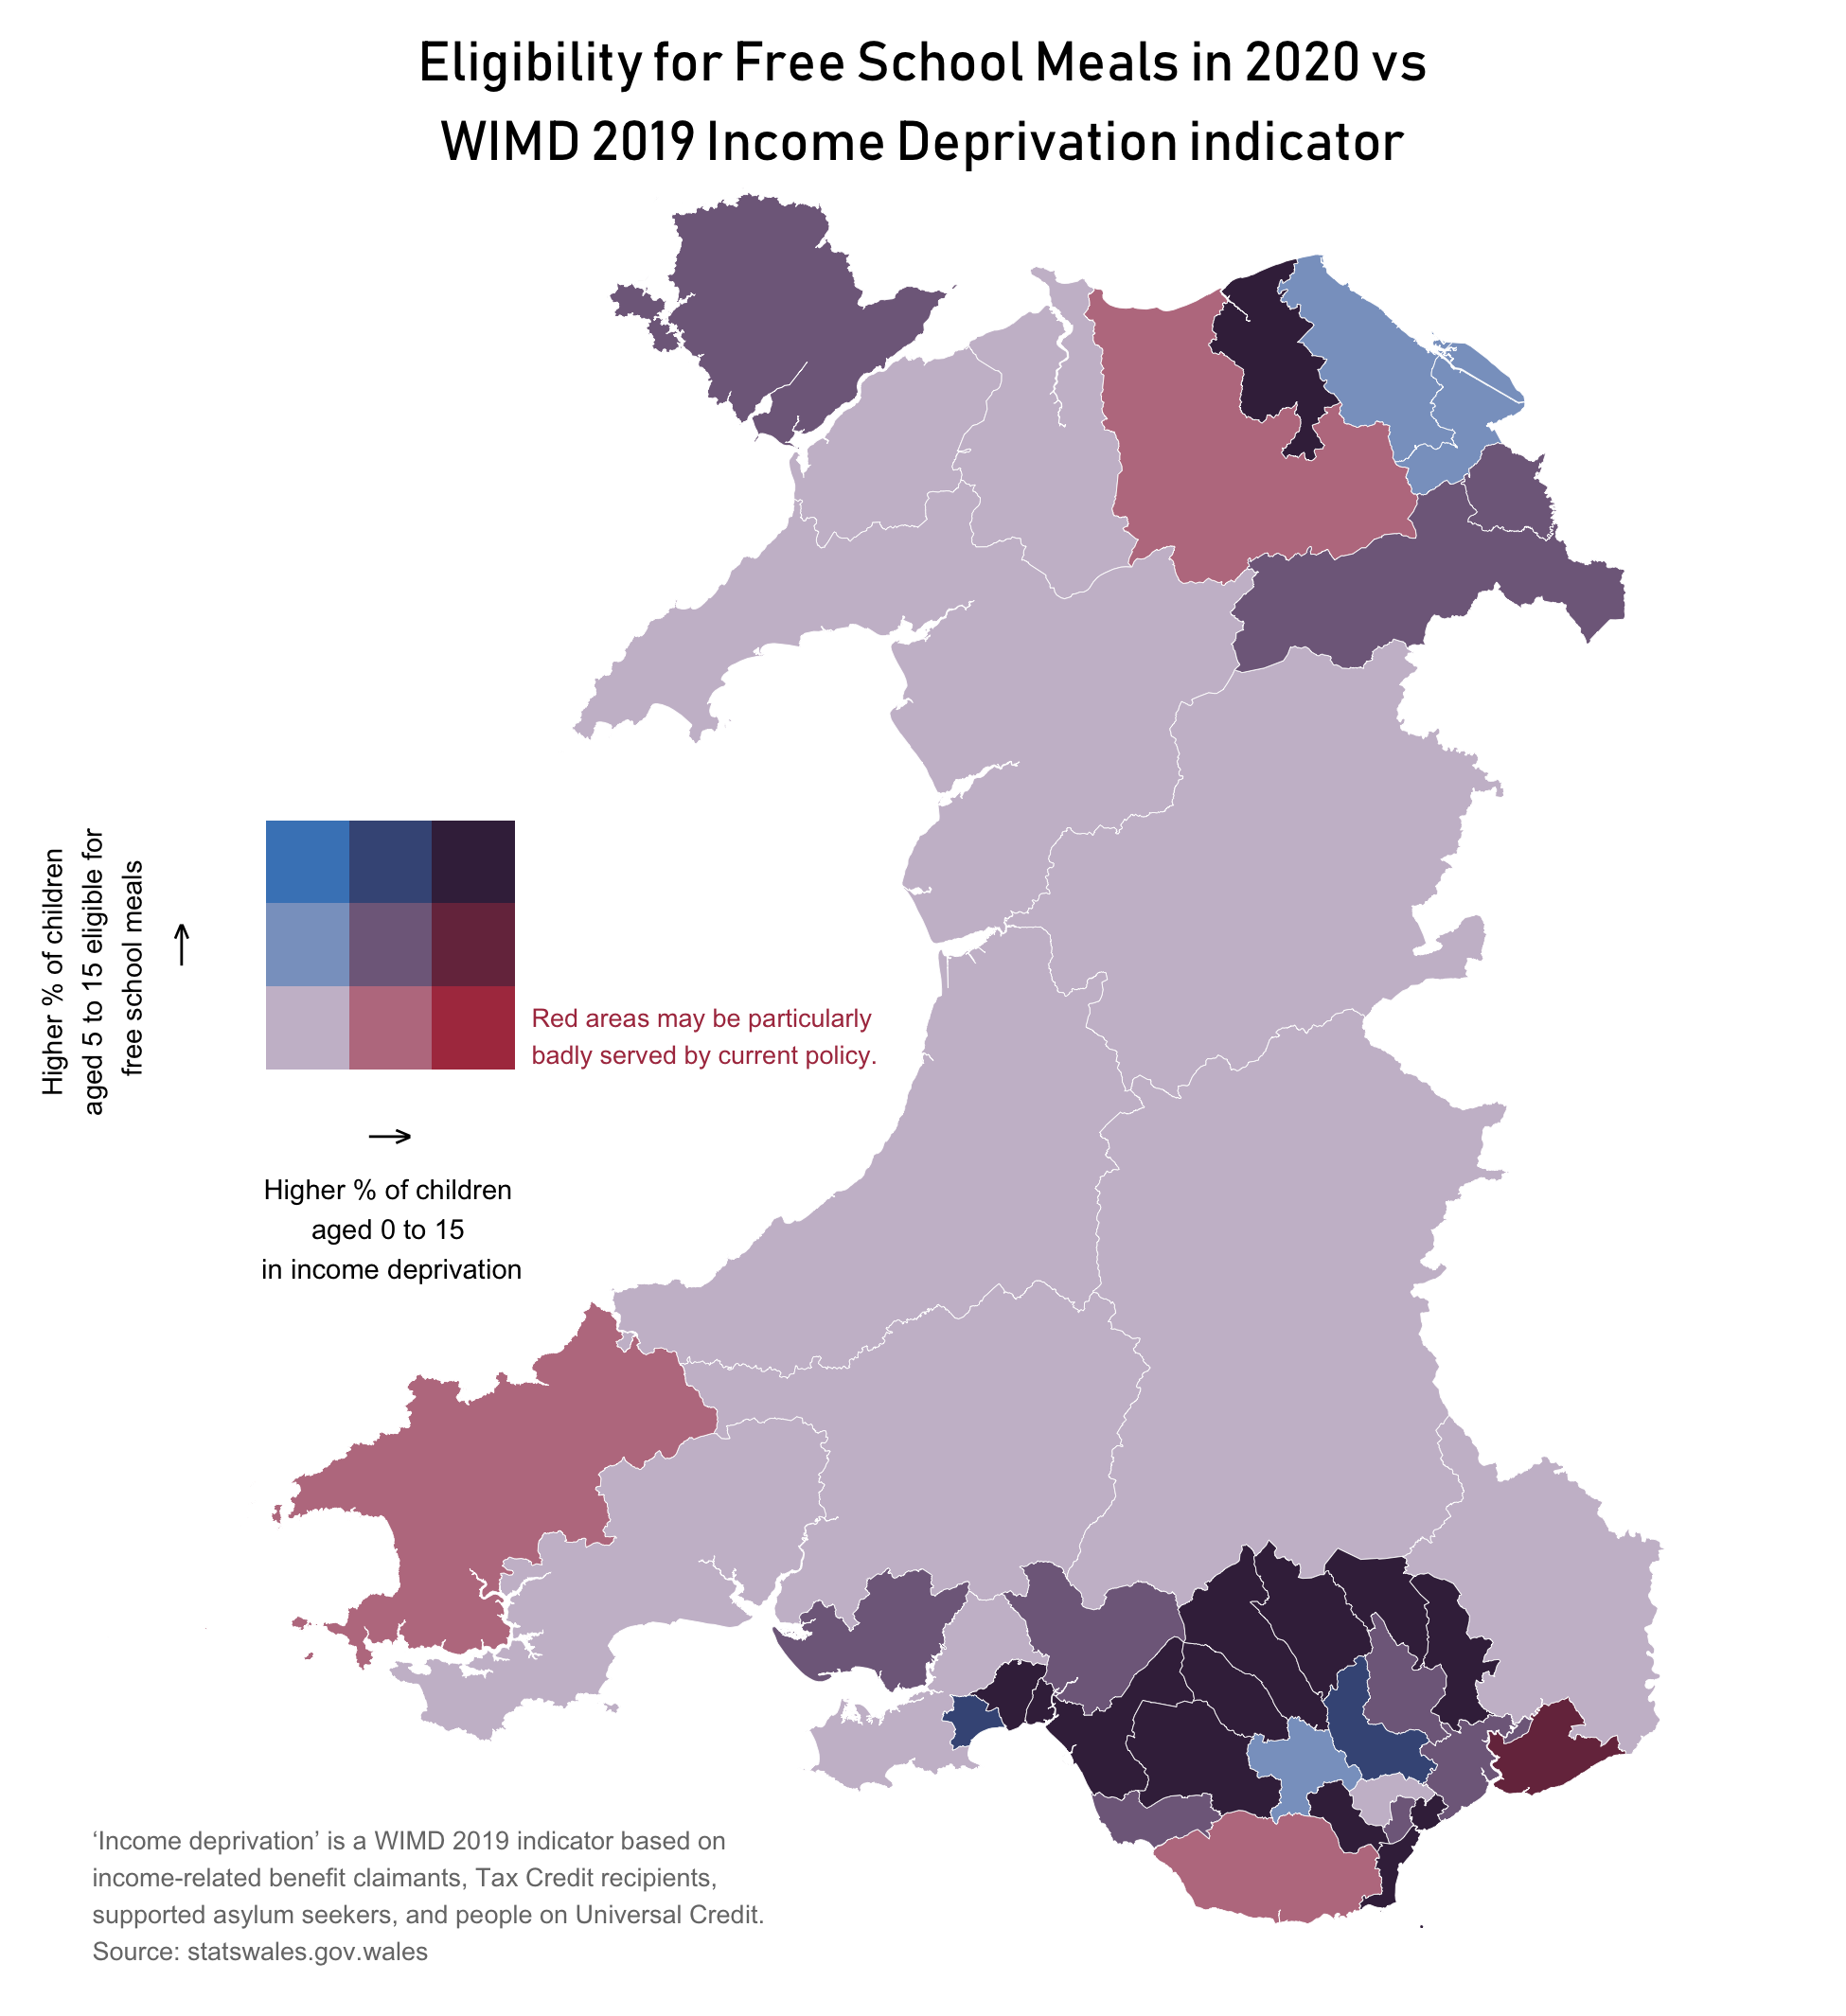 Eligibility for Free School Meals in 2020 vs
WIMD 2019 Income Deprivation indicator
Higher % of children
aged 5 to 15 eligible for
free school meals
Red areas may be particularly
badly served by current policy.
Higher % of children
aged 0 to 15
in income deprivation
‘Income deprivation’ is a WIMD 2019 indicator based on
income-related benefit claimants, Tax Credit recipients,
supported asylum seekers, and people on Universal Credit.
Source: statswales.gov.wales